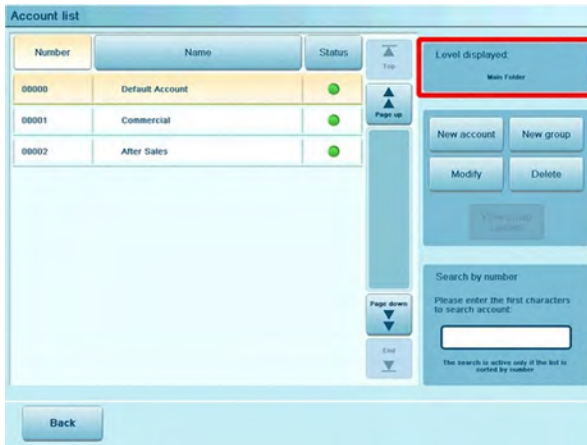 Account list
Number Name Status
Top
Level displayed:
Main Folder
00000 Default Account
Page up
00001 Commercial
New account New group
00002 After Sales
Modify Delete
Search by number
Page down
Please enter the first characters
to search account:
End
The search is active only if the list is
sorted by number
Back